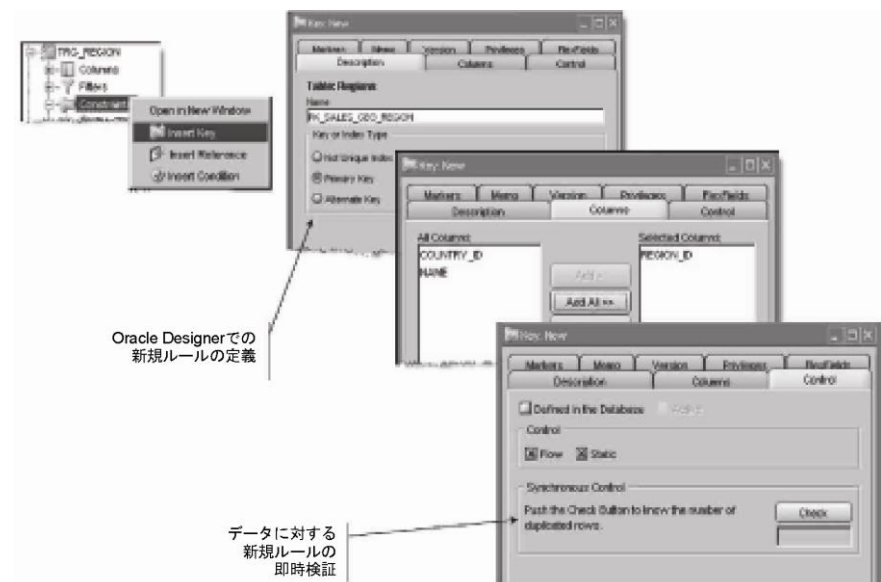 TRG_REGION
Columns
Filters
Constraint
Open in New Window
Insert Key
Insert Reference
Insert Condition
Key: New
Markers Memo Version Privileges FlexFields
Description Columns Control
Table: Regions
Name
PK_SALES_GEO_REGION
Key or Index Type
Not Unique Index
Primary Key
Alternate Key
Key: New
Markers Memo Version Privileges FlexFields
Description Columns Control
All Columns: Selected Columns:
COUNTRY_ID REGION_ID
NAME
Add >
Add All >>
Oracle Designerでの
新規ルールの定義
Key: New
Markers Memo Version Privileges FlexFields
Description Columns Control
Defined in the Database Active
Control
Flow Static
Synchronous Control
Push the Check Button to know the number of
duplicated rows.
Check
データに対する
新規ルールの
即時検証